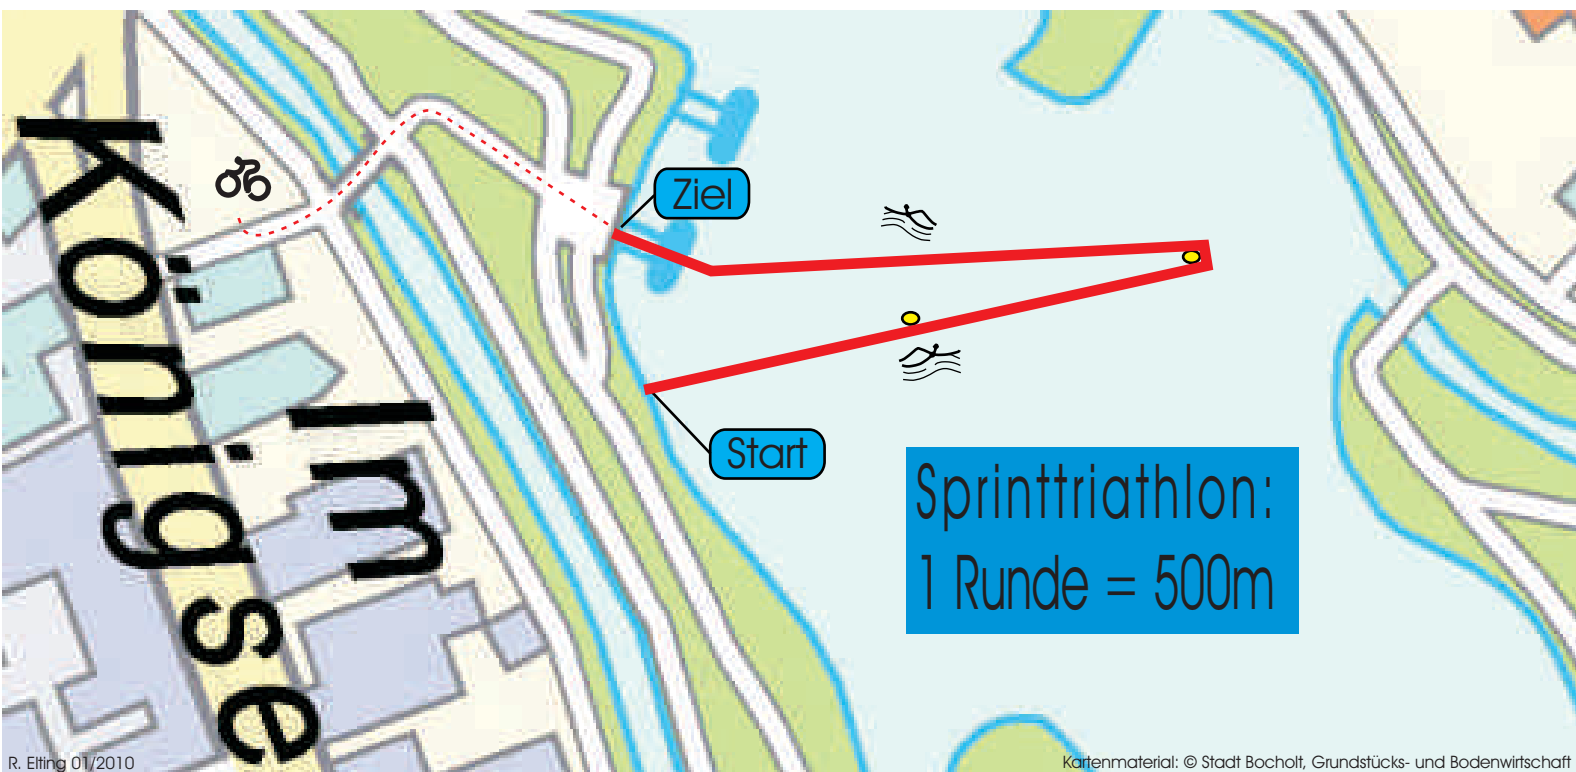 Ziel
Start
Sprinttriathlon:
1 Runde = 500m
Im
Königse
R. Elting 01/2010
Kartenmaterial: © Stadt Bocholt, Grundstücks- und Bodenwirtschaft